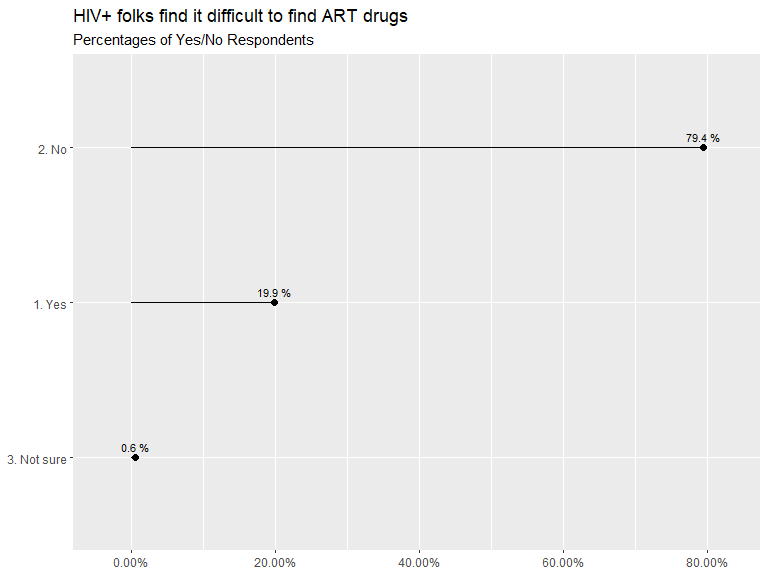 HIV+ folks find it difficult to find ART drugs
Percentages of Yes/No Respondents
79.4 %
2. No
19.9 %
1. Yes
0.6 %
3. Not sure
0.00% 20.00% 40.00% 60.00% 80.00%